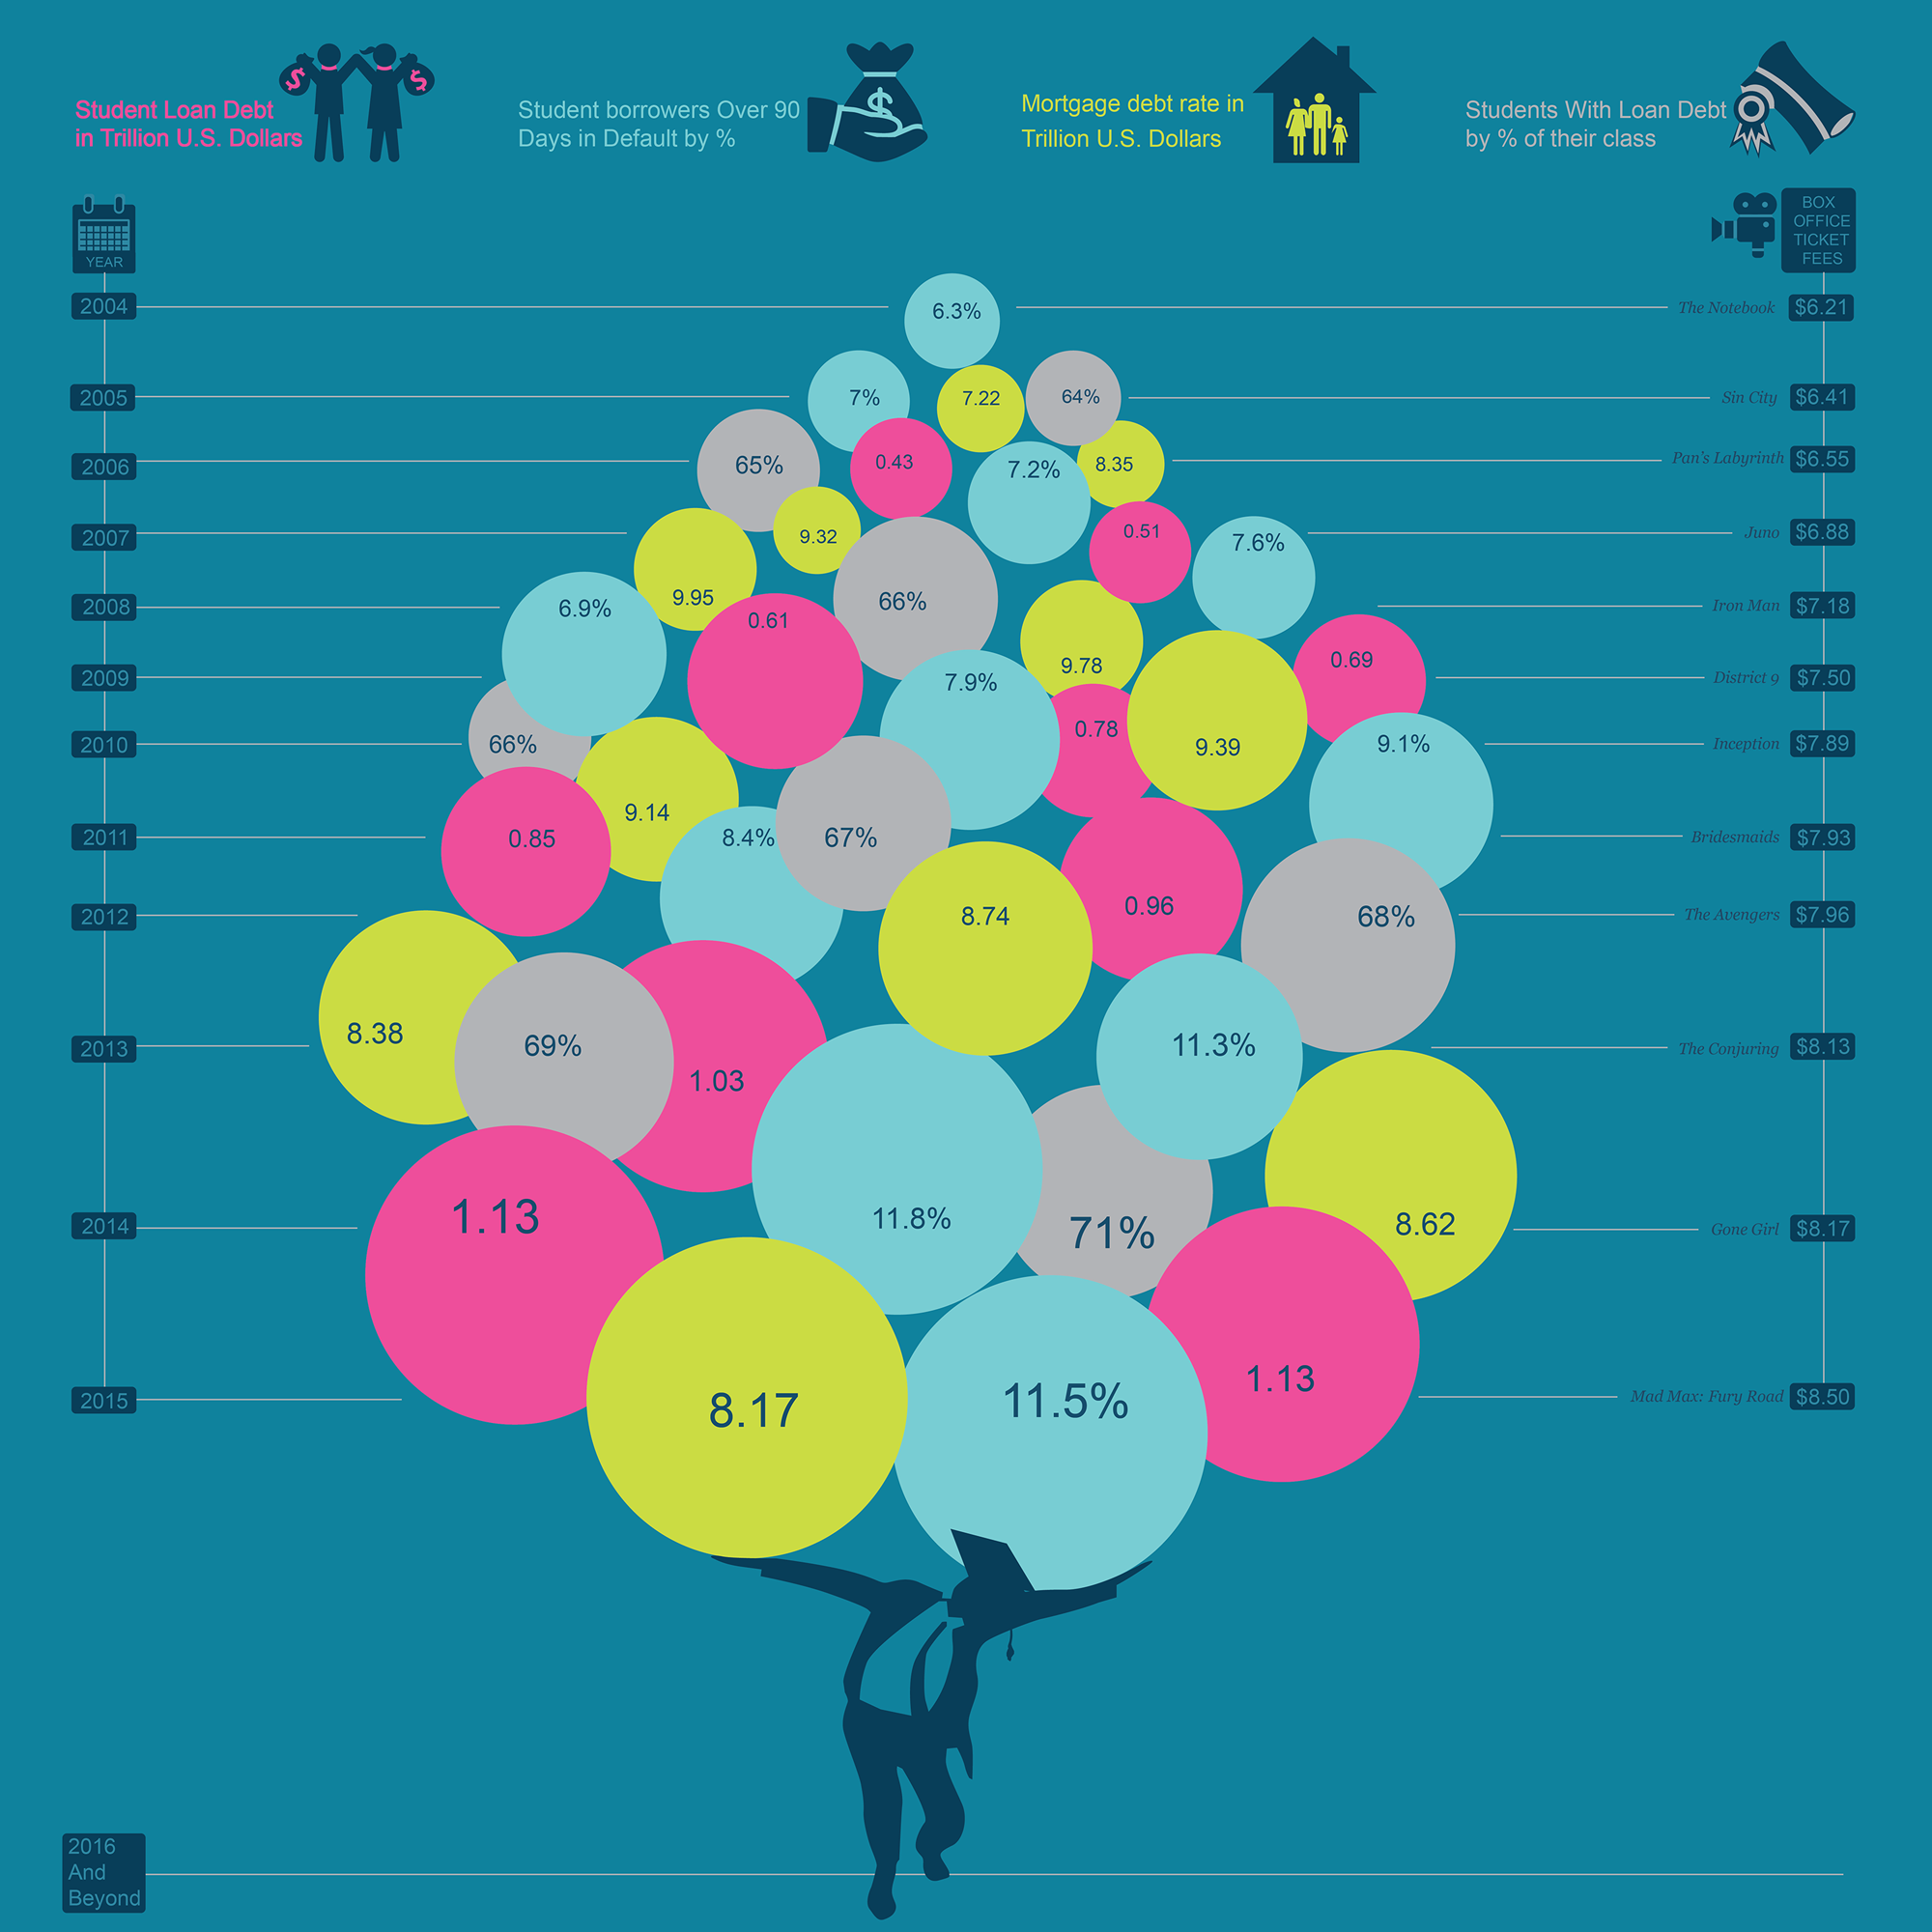 Student Loan Debt
in Trillion U.S. Dollars
$ $
Student borrowers Over 90
Days in Default by %
$
Mortgage debt rate in
Trillion U.S. Dollars
Students With Loan Debt
by % of their class
YEAR
BOX
OFFICE
TICKET
FEES
2004 6.3% The Notebook $6.21
2005 7% 7.22 64% Sin City $6.41
2006 65% 0.43 7.2% 8.35 Pan's Labyrinth $6.55
2007 9.32 0.51 7.6% Juno $6.88
2008 6.9% 9.95 0.61 66% 9.78 Iron Man $7.18
2009 7.9% 0.69 District 9 $7.50
2010 66% 0.78 9.39 9.1% Inception $7.89
2011 0.85 9.14 8.4% 67% Bridesmaids $7.93
2012 8.74 0.96 68% The Avengers $7.96
2013 8.38 69% 1.03 11.3% The Conjuring $8.13
2014 1.13 11.8% 71% 8.62 Gone Girl $8.17
2015 8.17 11.5% 1.13 Mad Max: Fury Road $8.50
2016
And
Beyond